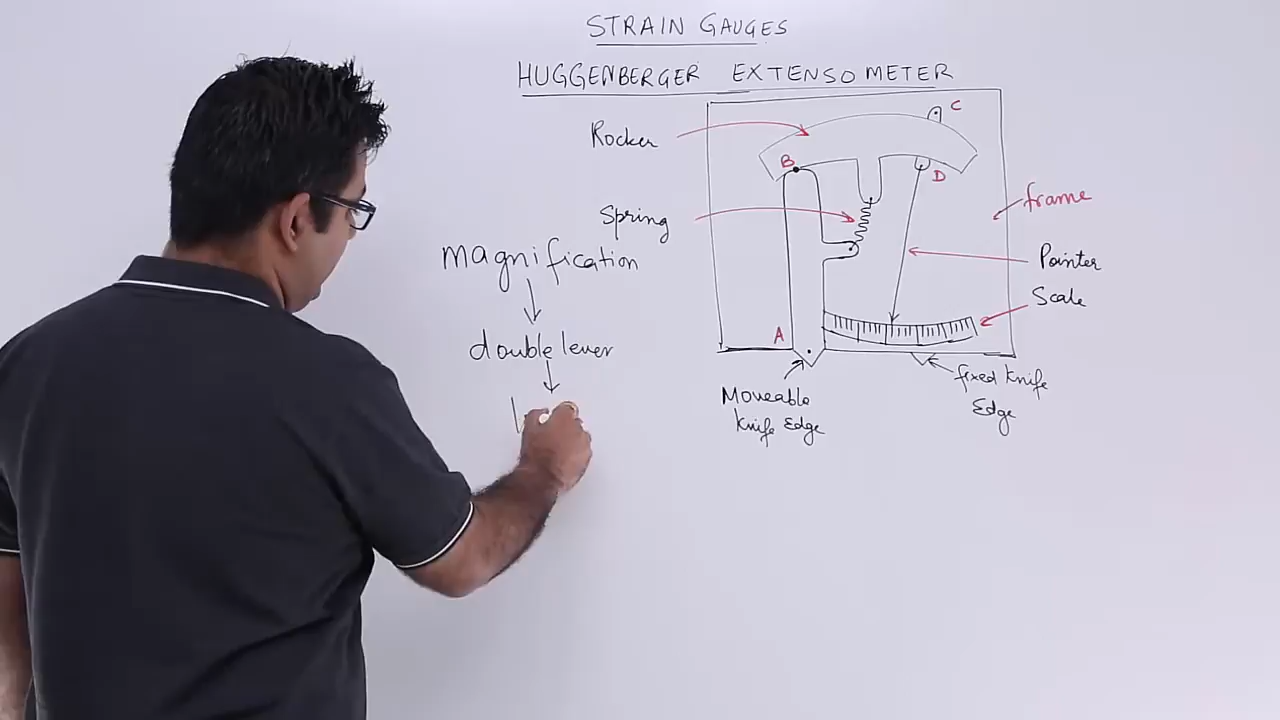 STRAIN GAUGES
HUGGENBERGER EXTENSOMETER
Rocker
B
C
D
Spring
frame
magnification
Pointer
Scale
double lever
A
Moveable
Knife Edge
fixed Knife
Edge